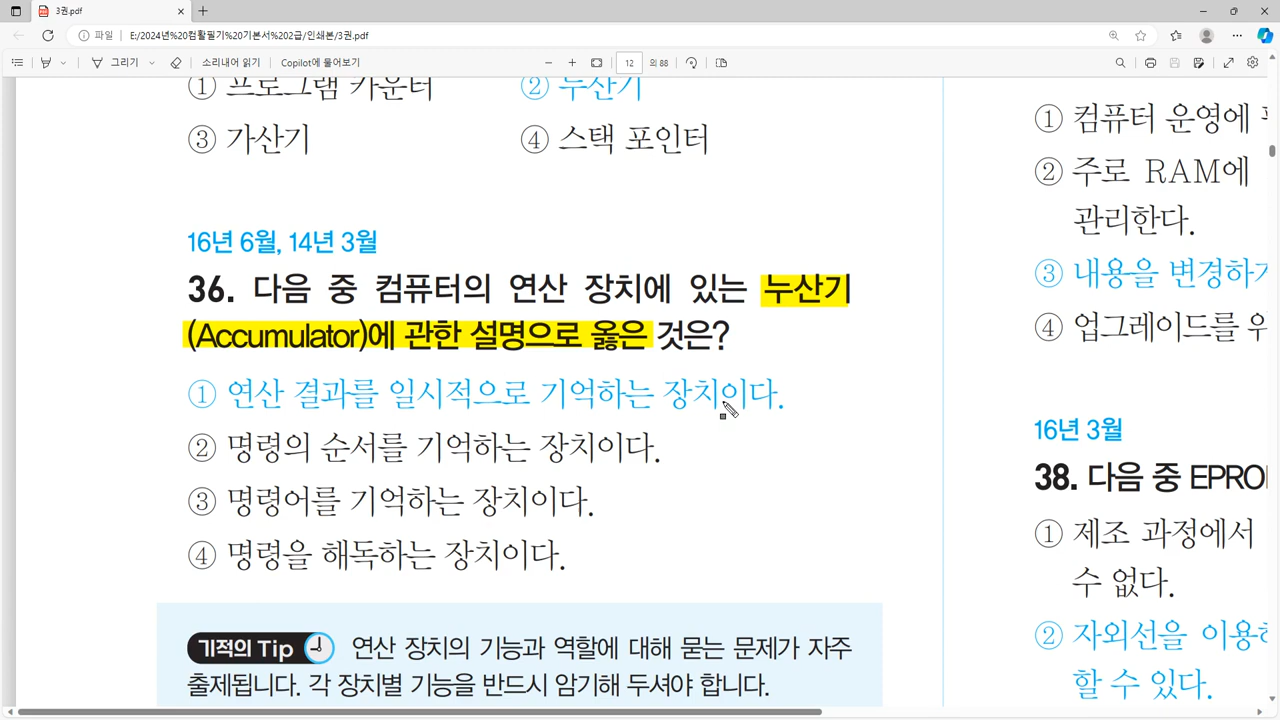 3권.pdf
파일
E:/2024년%20컴활필기%20기본서%202급/인쇄본/3권.pdf
그리기
소리내어 읽기
Copilot에 물어보기
12
의 88
① 프로그램 카운터
② 누산기
③ 가산기
④ 스택 포인터
16년 6월, 14년 3월
36. 다음 중 컴퓨터의 연산 장치에 있는 누산기
(Accumulator)에 관한 설명으로 옳은 것은?
① 연산 결과를 일시적으로 기억하는 장치이다.
② 명령의 순서를 기억하는 장치이다.
③ 명령어를 기억하는 장치이다.
④ 명령을 해독하는 장치이다.
기적의 Tip 연산 장치의 기능과 역할에 대해 묻는 문제가 자주
출제됩니다. 각 장치별 기능을 반드시 암기해 두셔야 합니다.
① 컴퓨터 운영에
② 주로 RAM에
관리한다.
③ 내용을 변경하
④ 업그레이드를
16년 3월
38. 다음 중 EPRO
① 제조 과정에서
수 없다.
② 자외선을 이용
할 수 있다.